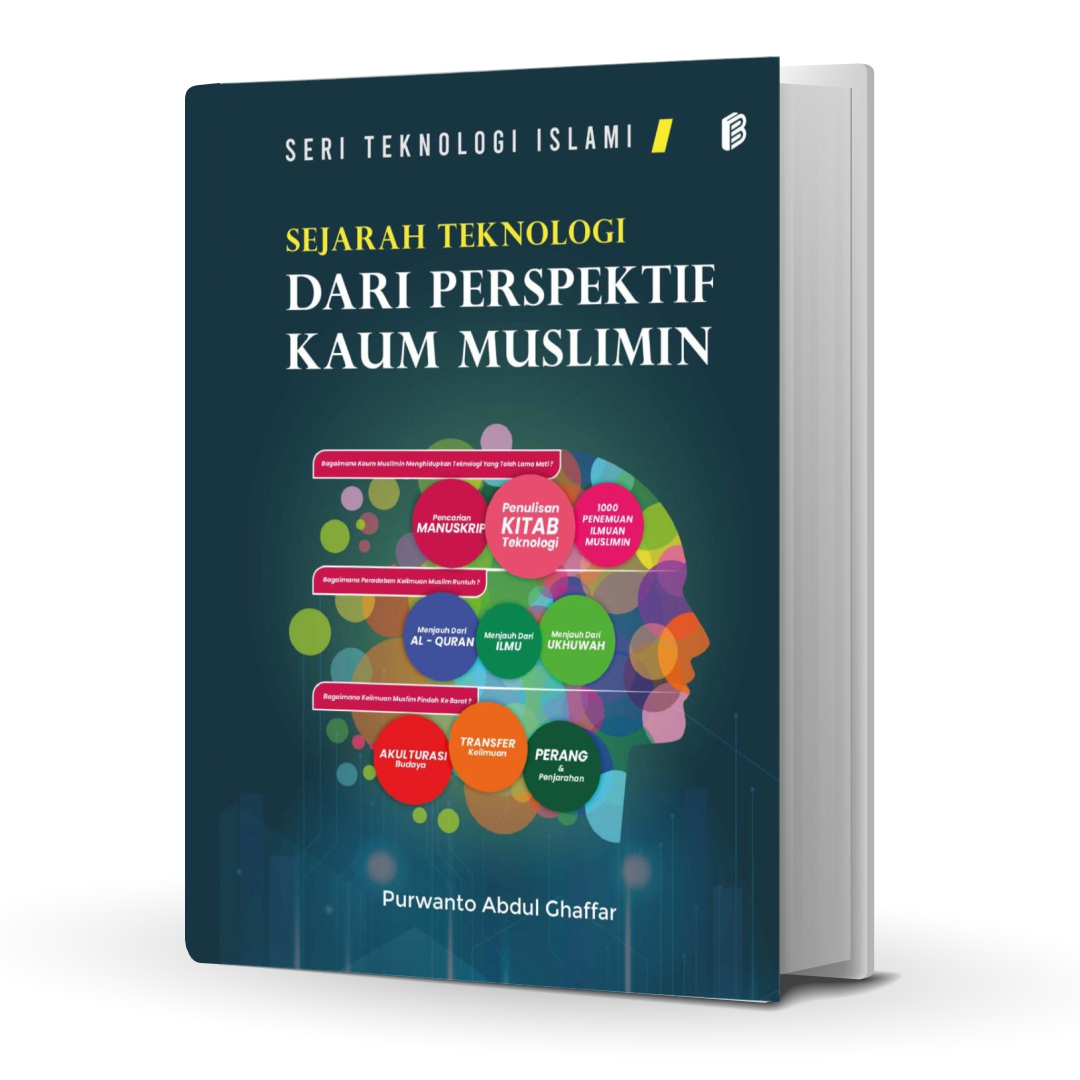 SERI TEKNOLOGI ISLAMI
SEJARAH TEKNOLOGI
DARI PERSPEKTIF
KAUM MUSLIMIN
Bagaimana Kaum Muslimin Menghidupkan Teknologi Yang Telah Lama Mati ?
Pencarian
MANUSKRIP
Penulisan
KITAB
Teknologi
1000
PENEMUAN
ILMUAN
MUSLIMIN
Bagaimana Peradaban Keilmuan Muslim Runtuh ?
Menjauh Dari
AL - QURAN
Menjauh Dari
ILMU
Menjauh Dari
UKHUWAH
Bagaimana Keilmuan Muslim Pindah Ke Barat ?
AKULTURASI
Budaya
TRANSFER
Keilmuan
PERANG
&
Penjarahan
Purwanto Abdul Ghaffar